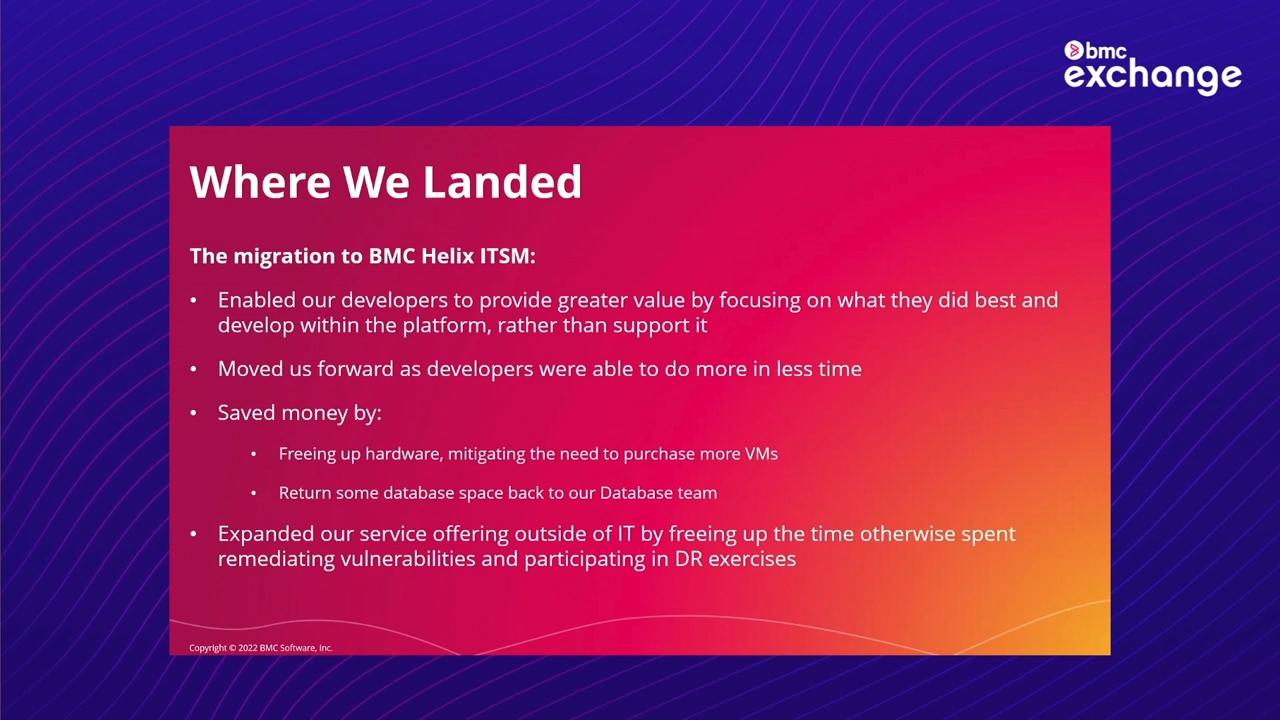 bmc
exchange
Where We Landed
The migration to BMC Helix ITSM:
• Enabled our developers to provide greater value by focusing on what they did best and
develop within the platform, rather than support it
• Moved us forward as developers were able to do more in less time
• Saved money by:
• Freeing up hardware, mitigating the need to purchase more VMs
• Return some database space back to our Database team
• Expanded our service offering outside of IT by freeing up the time otherwise spent
remediating vulnerabilities and participating in DR exercises
Copyright © 2022 BMC Software, Inc.